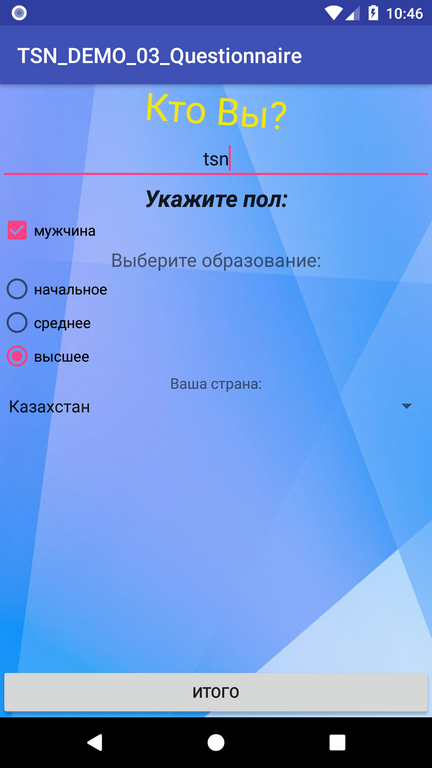 10:46
TSN_DEMO_03_Questionnaire
Кто Вы?
tsn
Укажите пол:
мужчина
Выберите образование:
начальное
среднее
высшее
Ваша страна:
Казахстан
ИТОГО